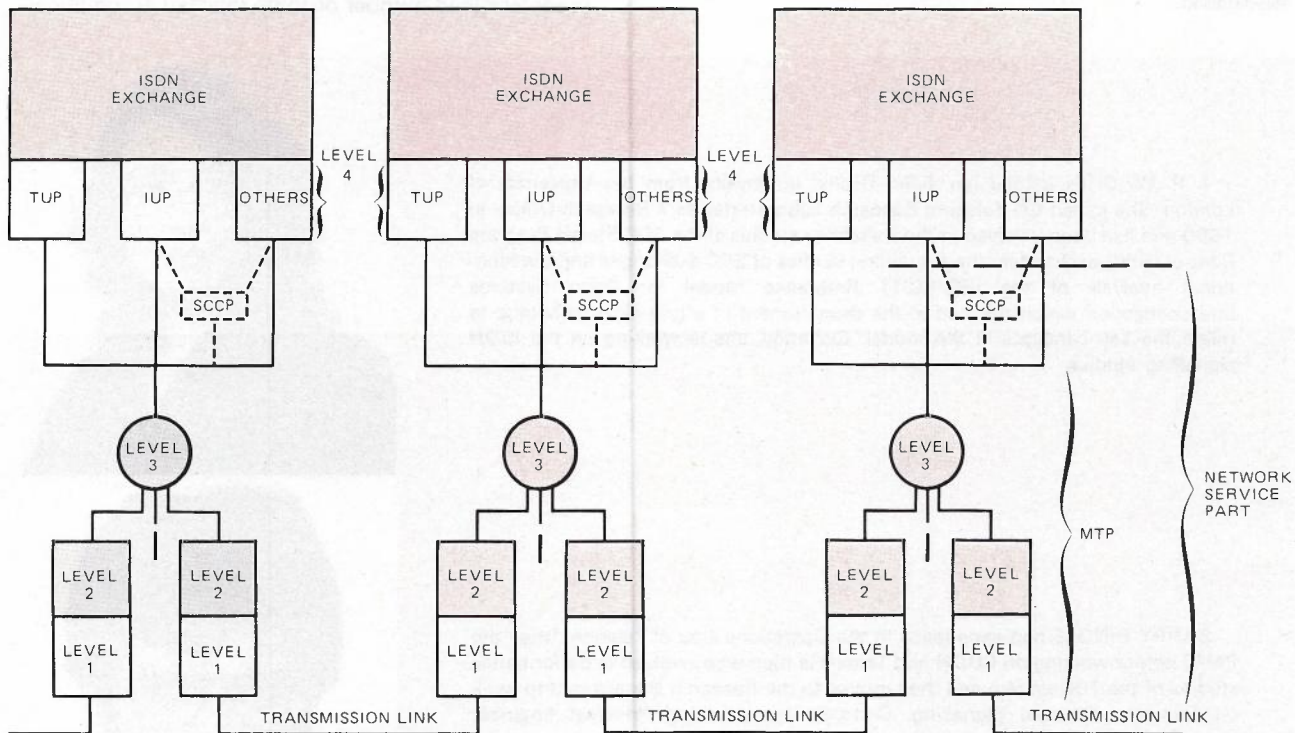 ISDN
EXCHANGE
ISDN
EXCHANGE
ISDN
EXCHANGE
LEVEL
4
LEVEL
4
TUP
IUP
OTHERS
TUP
IUP
OTHERS
TUP
IUP
OTHERS
SCCP
SCCP
SCCP
LEVEL
3
LEVEL
3
LEVEL
3
NETWORK
SERVICE
PART
MTP
LEVEL
2
LEVEL
2
LEVEL
2
LEVEL
2
LEVEL
2
LEVEL
2
LEVEL
1
LEVEL
1
LEVEL
1
LEVEL
1
LEVEL
1
LEVEL
1
TRANSMISSION LINK
TRANSMISSION LINK
TRANSMISSION LINK